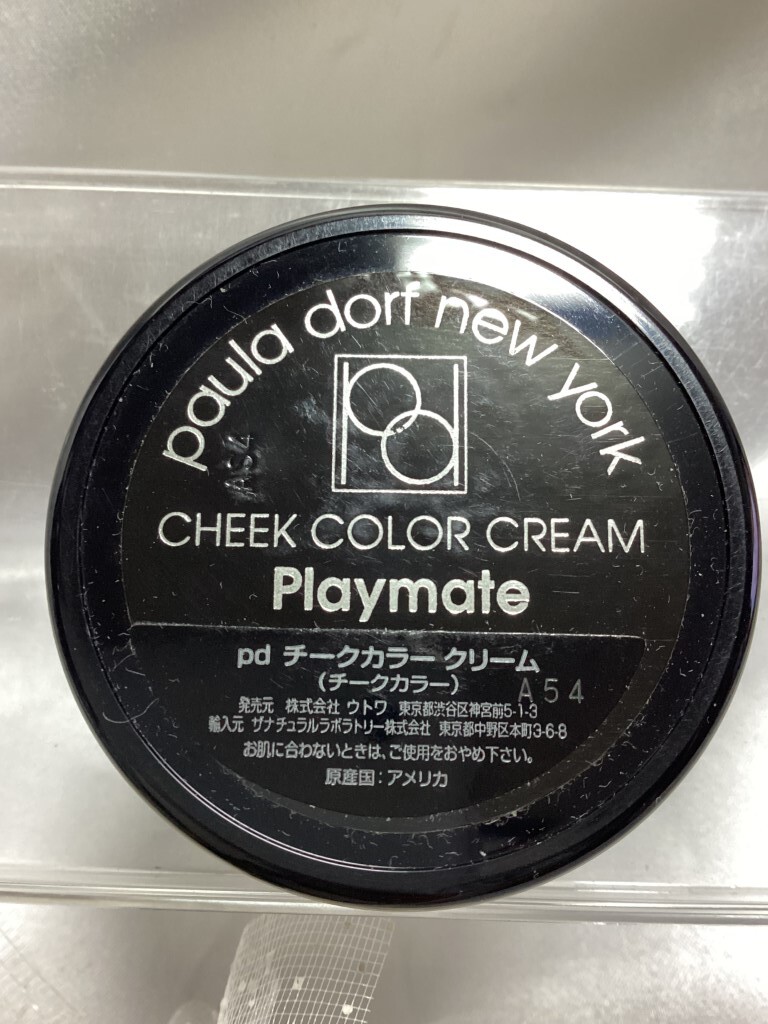 paula dorf new york
pd
A54
CHEEK COLOR CREAM
Playmate
pd チークカラー クリーム
(チークカラー)
A54
発売元 株式会社 ウトワ 東京都渋谷区神宮前5-1-3
輸入元 ザナチュラルラボラトリー株式会社 東京都中野区本町3-6-8
お肌に合わないときは、ご使用をおやめ下さい。
原産国:アメリカ